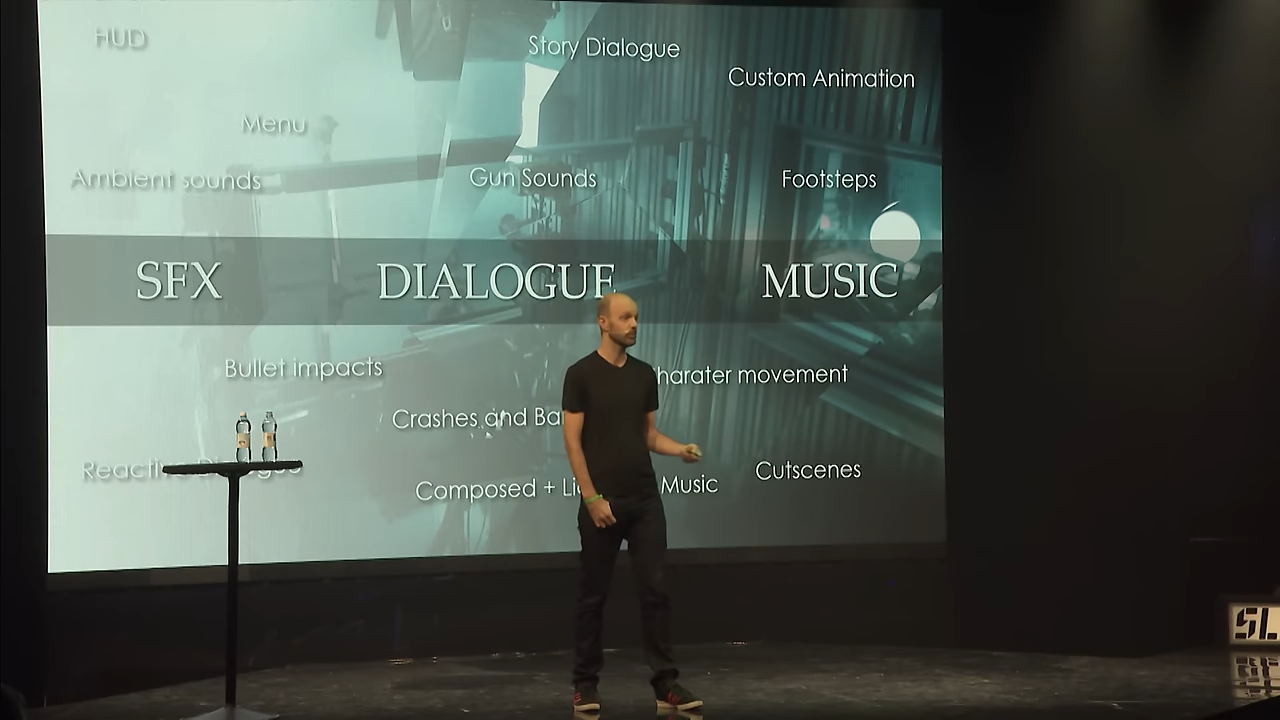 HUD
Story Dialogue
Custom Animation
Menu
Ambient sounds
Gun Sounds
Footsteps
SFX
DIALOGUE
MUSIC
Bullet impacts
harater movement
Crashes and Ba
Cutscenes
Composed + Li
Music
SL